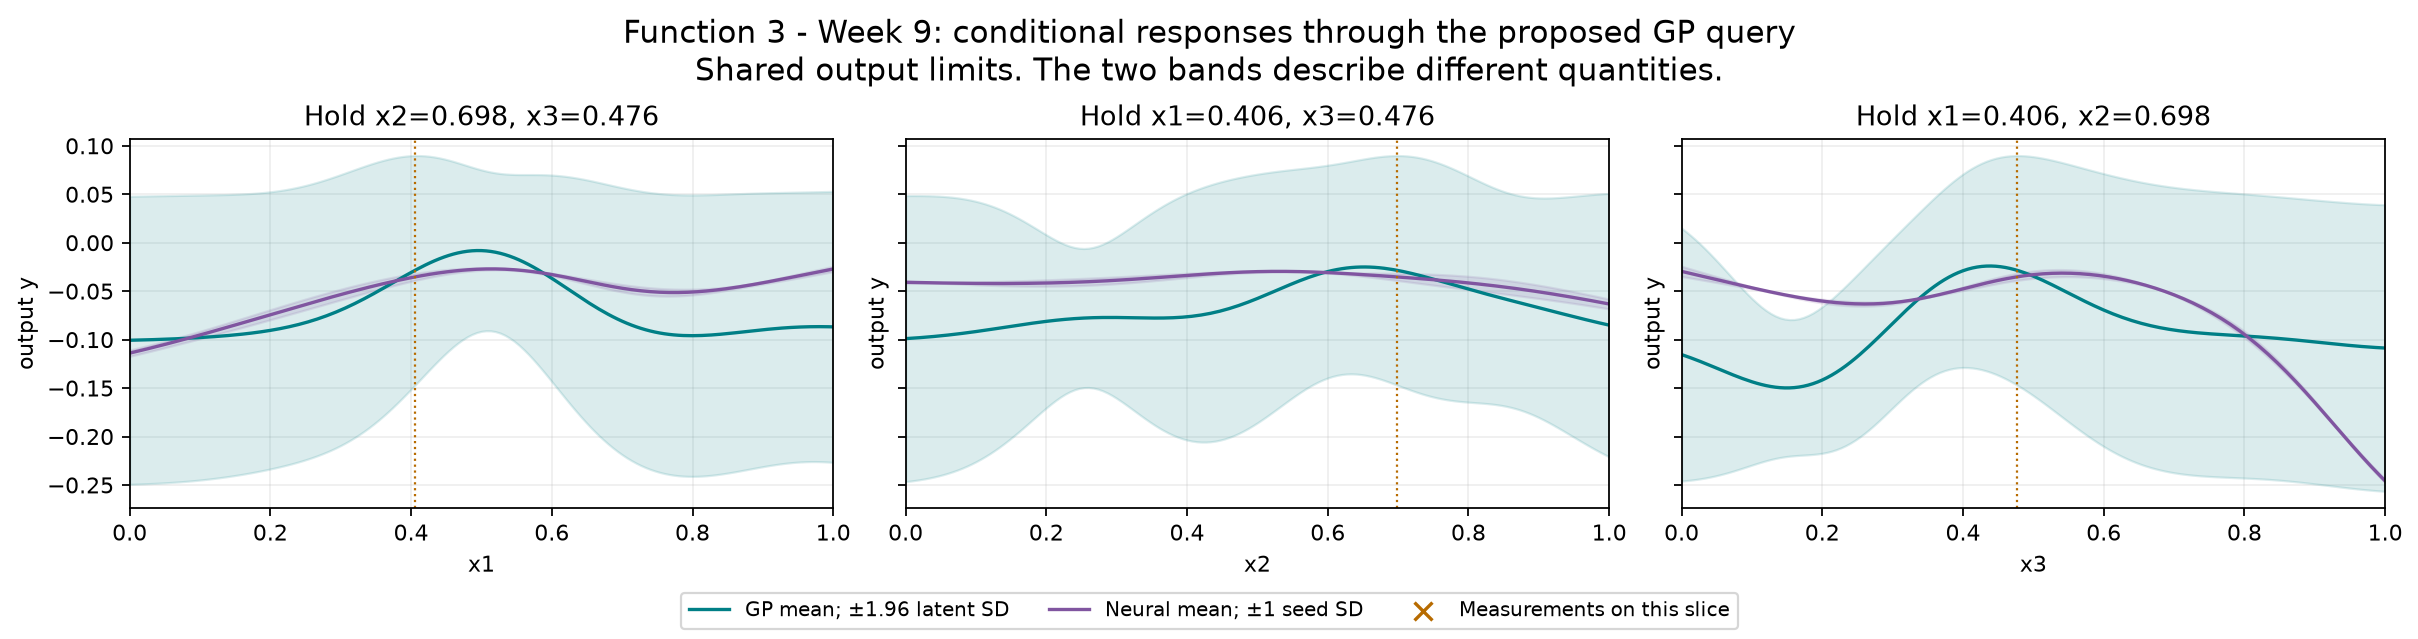 Function 3 - Week 9: conditional responses through the proposed GP query
Shared output limits. The two bands describe different quantities.
Hold x2=0.698, x3=0.476
Hold x1=0.406, x3=0.476
Hold x1=0.406, x2=0.698
0.10
0.05
0.00
−0.05
−0.10
−0.15
−0.20
−0.25
output y
output y
output y
0.0 0.2 0.4 0.6 0.8 1.0
0.0 0.2 0.4 0.6 0.8 1.0
0.0 0.2 0.4 0.6 0.8 1.0
x1
x2
x3
GP mean; ±1.96 latent SD
Neural mean; ±1 seed SD
Measurements on this slice